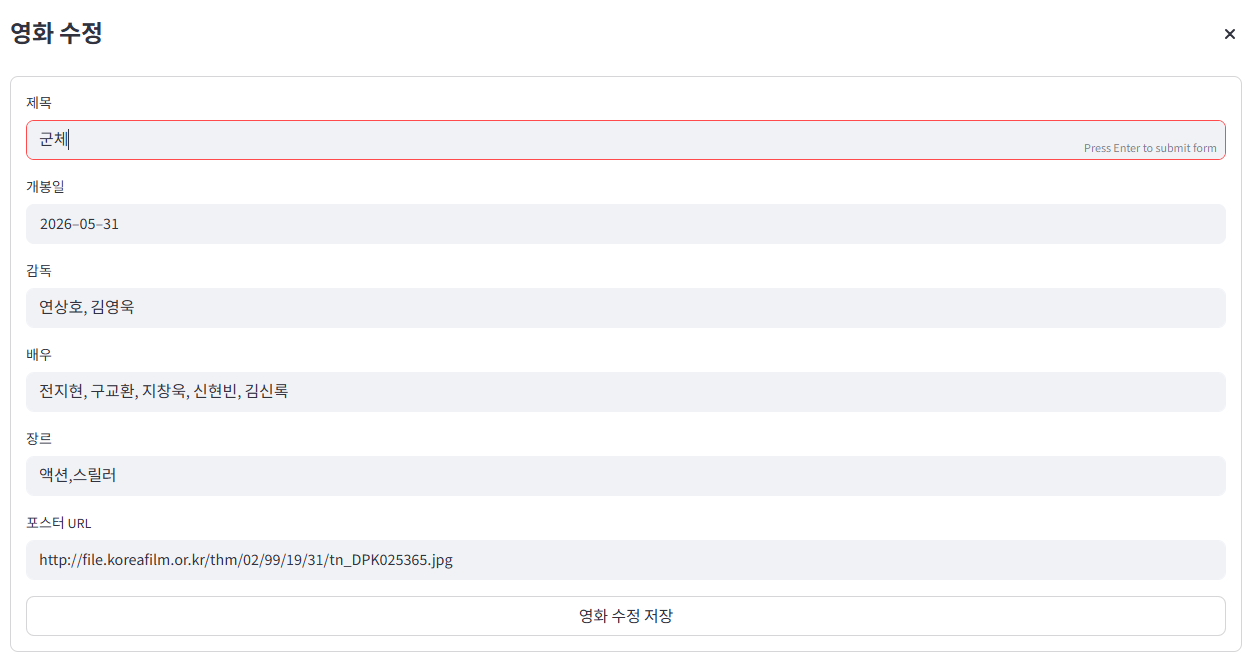 영화 수정
×
제목
군체
Press Enter to submit form
개봉일
2026-05-31
감독
연상호, 김영욱
배우
전지현, 구교환, 지창욱, 신현빈, 김신록
장르
액션,스릴러
포스터 URL
http://file.koreafilm.or.kr/thm/02/99/19/31/tn_DPK025365.jpg
영화 수정 저장